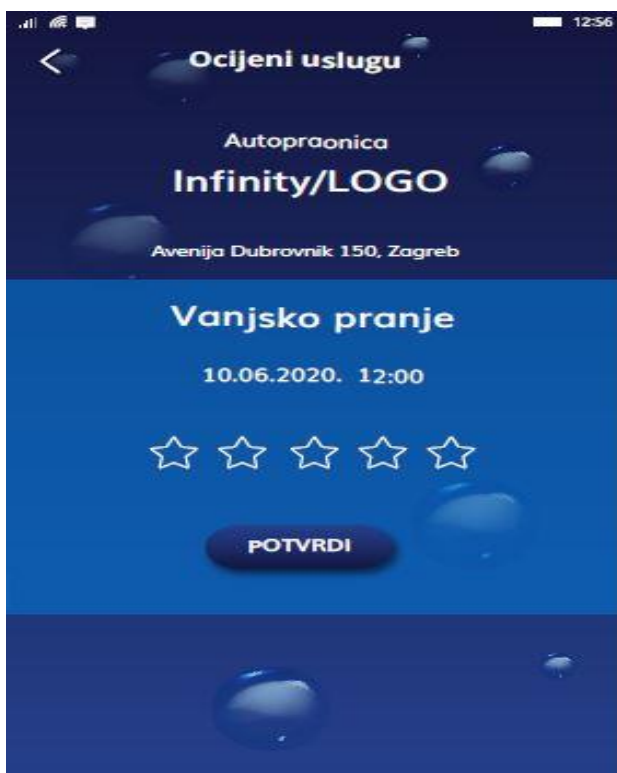 12:56
Ocijeni uslugu
Autopraonica
Infinity/LOGO
Avenija Dubrovnik 150, Zagreb
Vanjsko pranje
10.06.2020. 12:00
POTVRDI